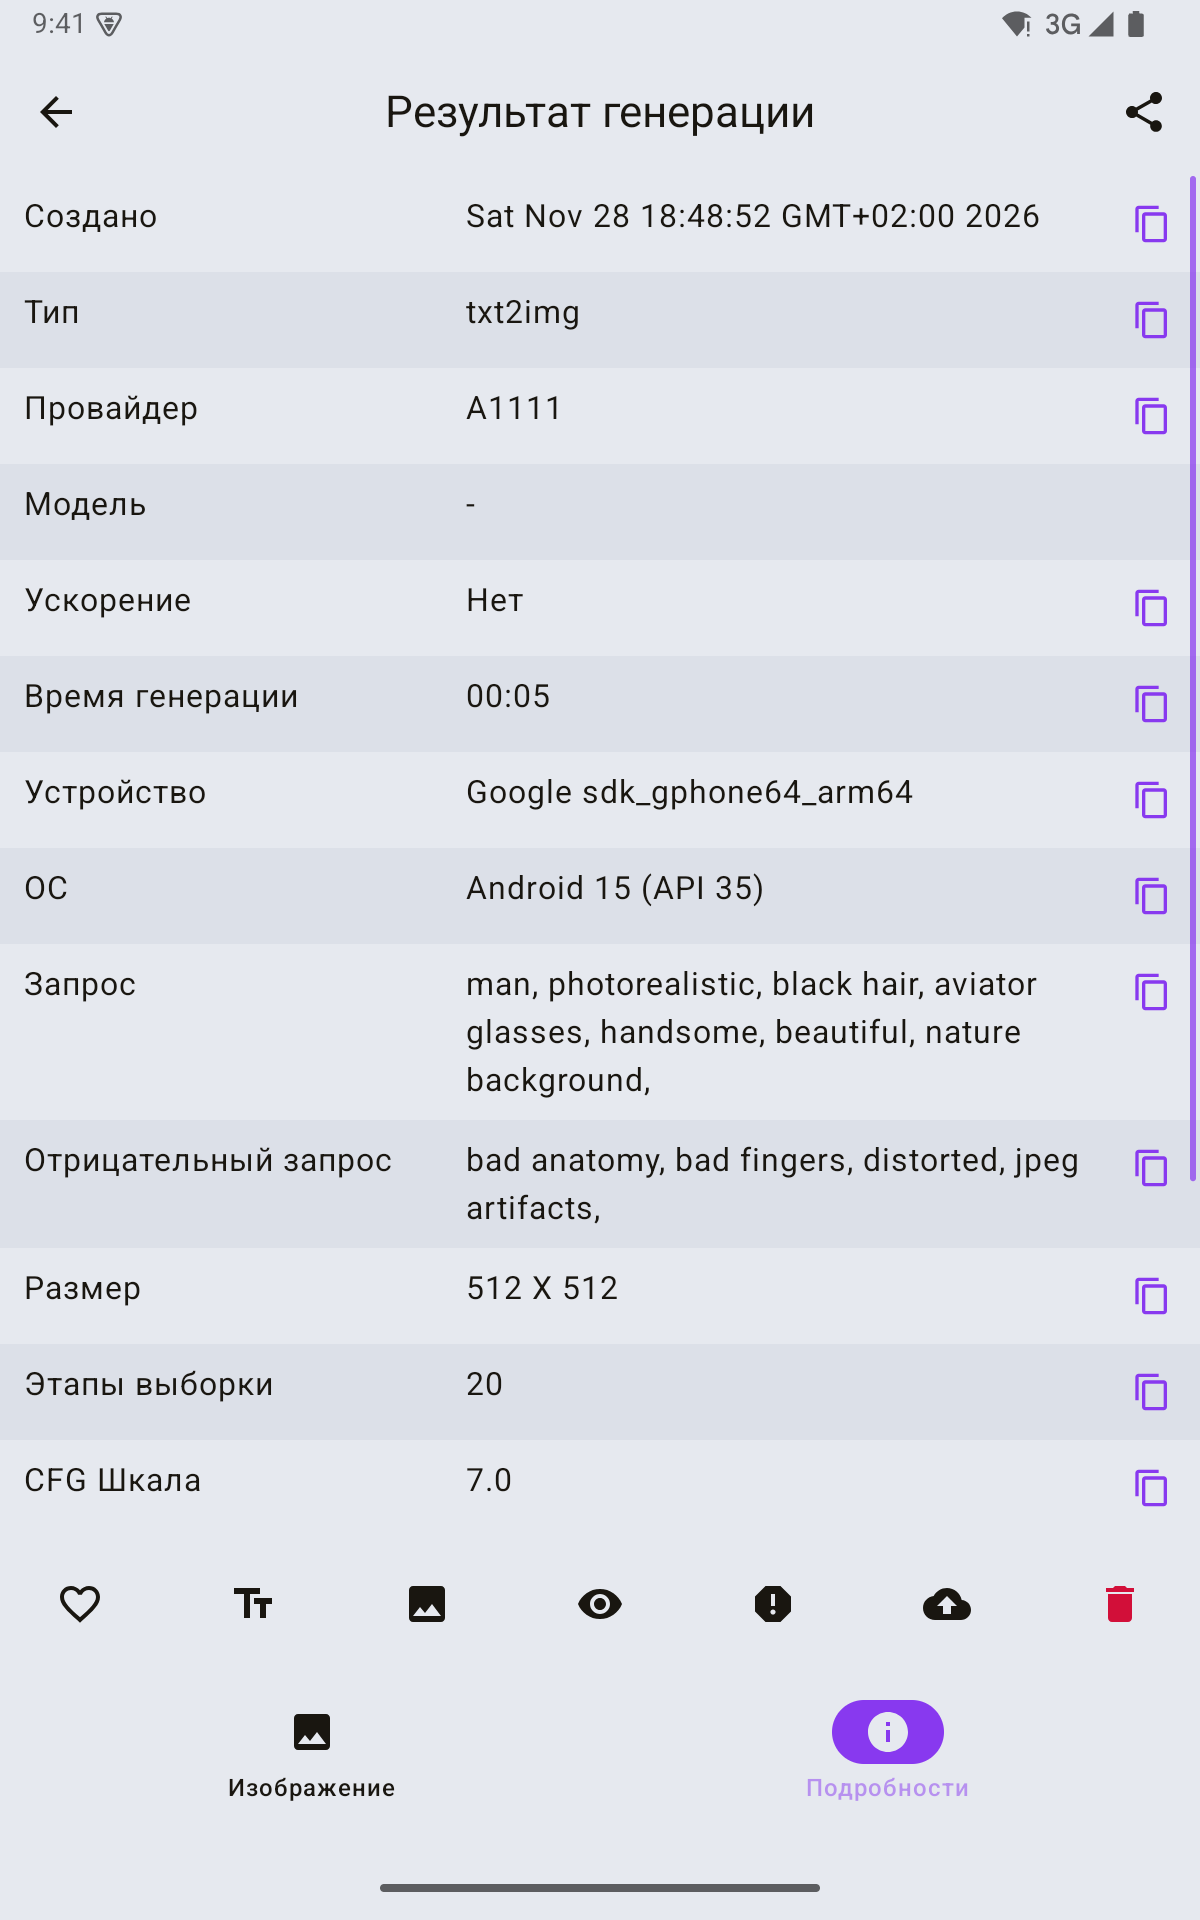 9:41
3G
Результат генерации
Создано
Sat Nov 28 18:48:52 GMT+02:00 2026
Тип
txt2img
Провайдер
A1111
Модель
-
Ускорение
Нет
Время генерации
00:05
Устройство
Google sdk_gphone64_arm64
ОС
Android 15 (API 35)
Запрос
man, photorealistic, black hair, aviator
glasses, handsome, beautiful, nature
background,
Отрицательный запрос
bad anatomy, bad fingers, distorted, jpeg
artifacts,
Размер
512 X 512
Этапы выборки
20
CFG Шкала
7.0
Изображение
Подробности